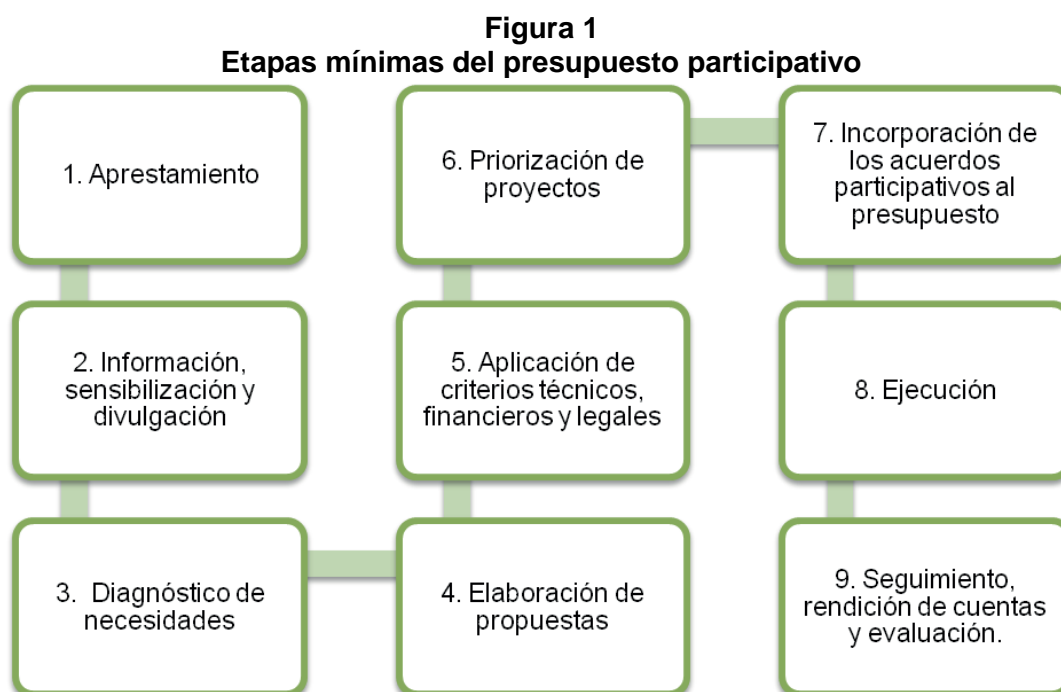 Figura 1
Etapas mínimas del presupuesto participativo
1. Aprestamiento
2. Información,
sensibilización y
divulgación
3. Diagnóstico de
necesidades
4. Elaboración de
propuestas
5. Aplicación de
criterios técnicos,
financieros y legales
6. Priorización de
proyectos
7. Incorporación de
los acuerdos
participativos al
presupuesto
8. Ejecución
9. Seguimiento,
rendición de cuentas
y evaluación.